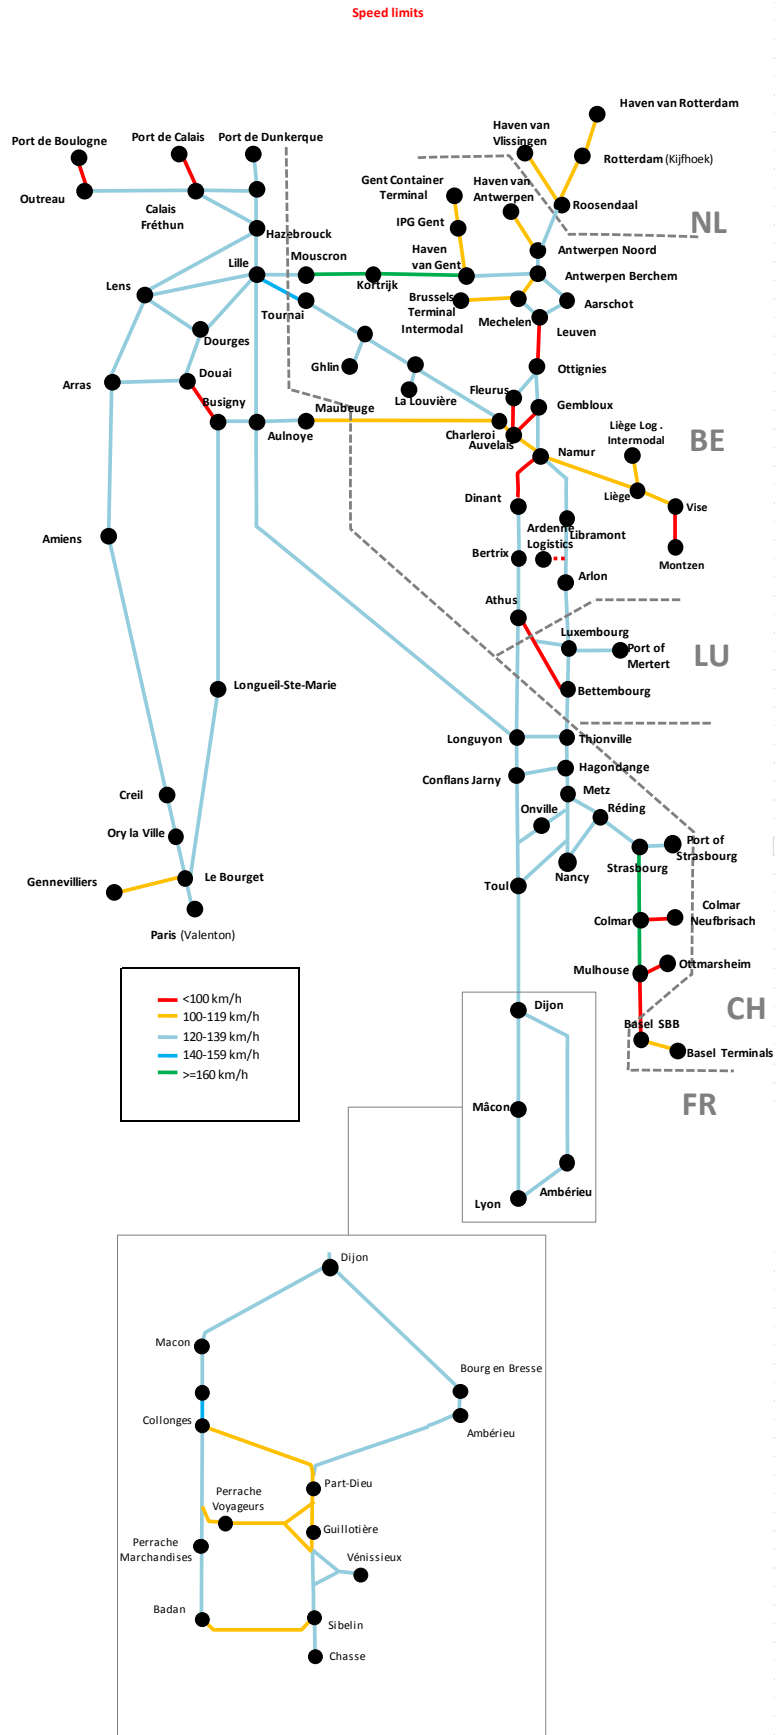 Speed limits
Haven van Rotterdam
Port de Boulogne
Port de Calais
Port de Dunkerque
Haven van
Vlissingen
Rotterdam (Kijfhoek)
Gent Container
Terminal
Haven van
Antwerpen
Outreau
Calais
Fréthun
Roosendaal
NL
IPG Gent
Hazebrouck
Haven
van Gent
Antwerpen Noord
Lille
Mouscron
Kortrijk
Antwerpen Berchem
Lens
Brussels
Terminal
Intermodal
Aarschot
Tournai
Mechelen
Leuven
Dourges
Ghlin
Ottignies
Douai
Arras
La Louvière
Fleurus
Busigny
Maubeuge
Gembloux
Aulnoye
Charleroi
Auvelais
Liège Log .
Intermodal
BE
Namur
Dinant
Liège
Vise
Ardenne
Logistics
Libramont
Amiens
Bertrix
Montzen
Arlon
Athus
Luxembourg
Port of
Mertert
LU
Longueil-Ste-Marie
Bettembourg
Longuyon
Thionville
Conflans Jarny
Hagondange
Creil
Metz
Onville
Réding
Ory la Ville
Port of
Strasbourg
Strasbourg
Gennevilliers
Le Bourget
Toul
Nancy
Colmar
Neufbrisach
Colmar
Paris (Valenton)
Mulhouse
Ottmarsheim
<100 km/h
100-119 km/h
120-139 km/h
140-159 km/h
>=160 km/h
Dijon
CH
Basel SBB
Basel Terminals
Mâcon
FR
Ambérieu
Lyon
Dijon
Macon
Bourg en Bresse
Collonges
Ambérieu
Part-Dieu
Perrache
Voyageurs
Guillotière
Perrache
Marchandises
Vénissieux
Badan
Sibelin
Chasse